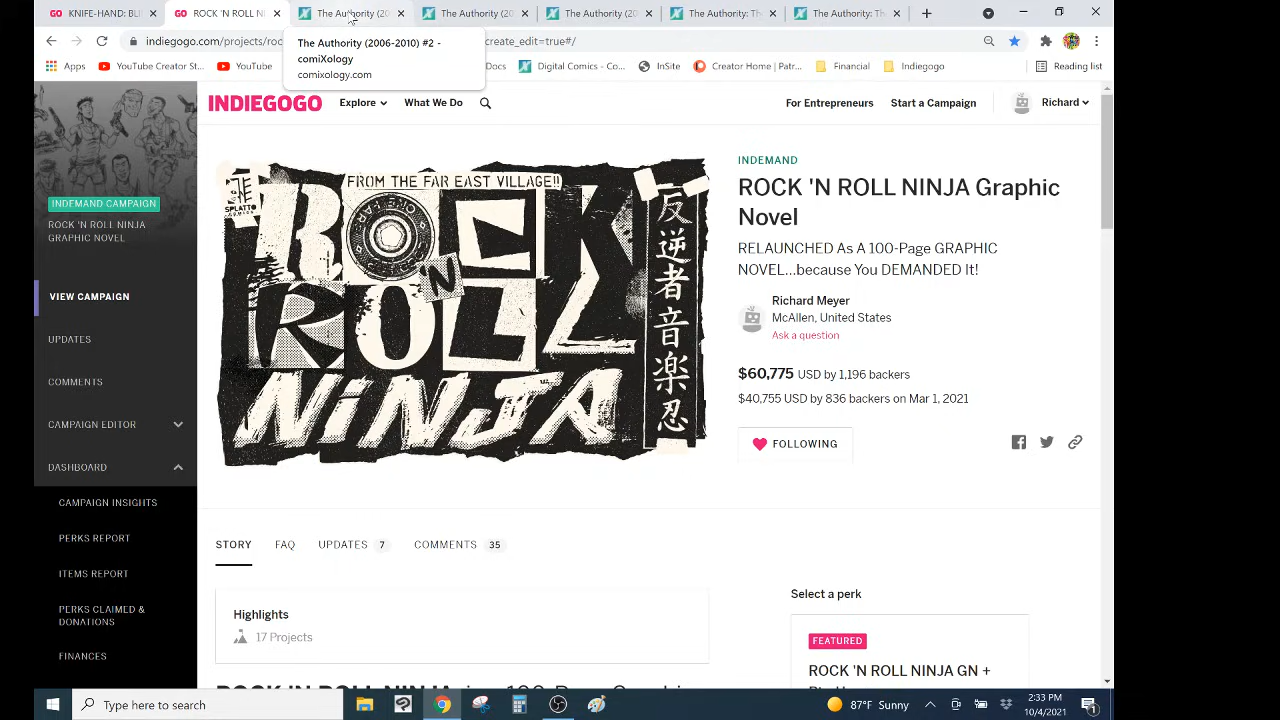 KNIFE-HAND: BL
ROCK 'N ROLL NI
The Authority (20
The Authority (20
The Authority (20
The Authority: Th
The Authority: Th
indiegogo.com/projects/roc
create_edit=true#/
The Authority (2006-2010) #2 -
comiXology
comixology.com
Apps
YouTube Creator St
YouTube
Docs
Digital Comics - Co...
InSite
Creator Home | Patr...
Financial
Indiegogo
Reading list
INDIEGOGO
Explore
What We Do
For Entrepreneurs
Start a Campaign
Richard
INDEMAND CAMPAIGN
ROCK 'N ROLL NINJA
GRAPHIC NOVEL
VIEW CAMPAIGN
UPDATES
COMMENTS
CAMPAIGN EDITOR
DASHBOARD
CAMPAIGN INSIGHTS
PERKS REPORT
ITEMS REPORT
PERKS CLAIMED &
DONATIONS
FINANCES
FROM THE FAR EAST VILLAGE!!
SPLATTO
ROCK
'N
ROLL
NINJA
反逆者音楽忍
INDEMAND
ROCK 'N ROLL NINJA Graphic
Novel
RELAUNCHED As A 100-Page GRAPHIC
NOVEL...because You DEMANDED It!
Richard Meyer
McAllen, United States
Ask a question
$60,775 USD by 1,196 backers
$40,755 USD by 836 backers on Mar 1, 2021
FOLLOWING
STORY
FAQ
UPDATES 7
COMMENTS 35
Highlights
17 Projects
Select a perk
FEATURED
ROCK 'N ROLL NINJA GN +
Type here to search
87°F Sunny
2:33 PM
10/4/2021
1